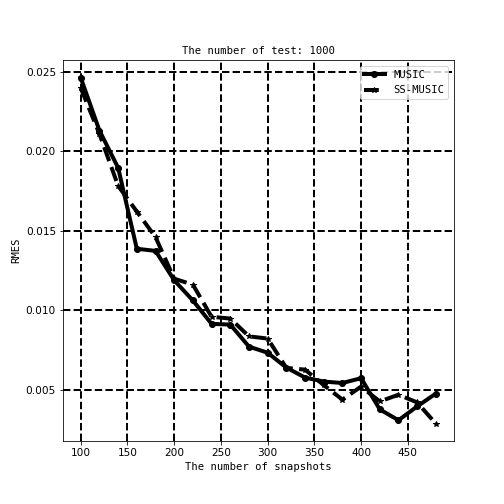 The number of test: 1000
MUSIC
SS-MUSIC
0.025
0.020
0.015
0.010
0.005
RMES
100 150 200 250 300 350 400 450
The number of snapshots